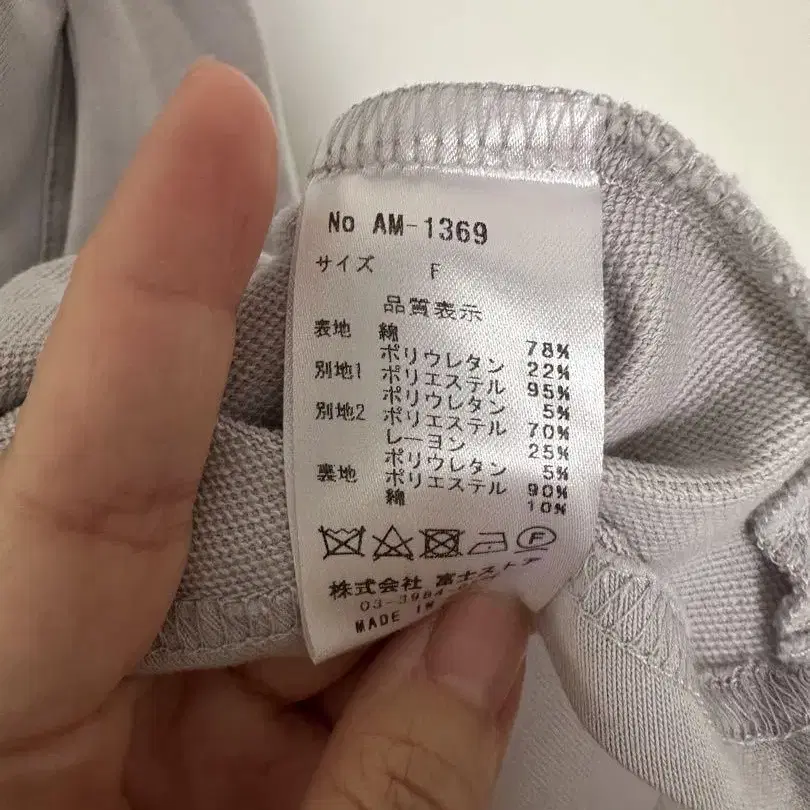 No AM-1369
サイズ F
品質表示
表地 綿 78%
ポリウレタン 22%
別地1 ポリエステル 95%
ポリウレタン 5%
別地2 ポリエステル 70%
レーヨン 25%
ポリウレタン 5%
裏地 ポリエステル 90%
綿 10%
F
株式会社 富士ストア
03-3984-
MADE IN